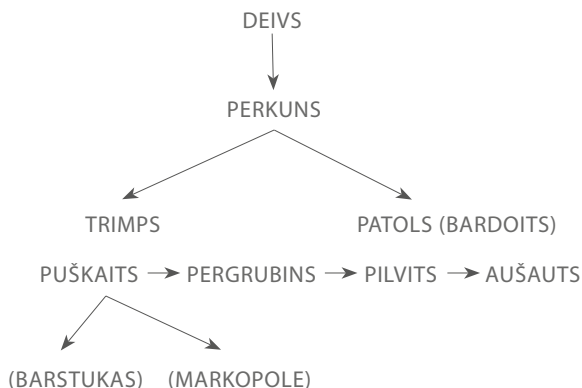 DEIVS
PERKUNS
TRIMPS PATOLS (BARDOITS)
PUŠKAITS PERGRUBINS PILVITS AUŠAUTS
(BARSTUKAS) (MARKOPOLE)